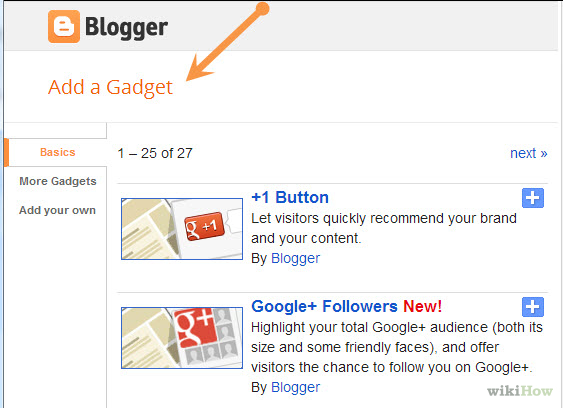 Blogger
Add a Gadget
Basics
More Gadgets
Add your own
1 – 25 of 27
next »
+1 Button
Let visitors quickly recommend your brand
and your content.
By Blogger
g +1
Google+ Followers New!
Highlight your total Google+ audience (both its
size and some friendly faces), and offer
visitors the chance to follow you on Google+.
By Blogger
g+
wikiHow